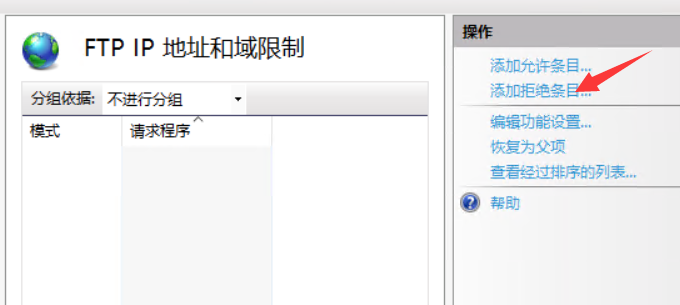 FTP IP 地址和域限制
分组依据: 不进行分组
模式 请求程序
操作
添加允许条目...
添加拒绝条目...
编辑功能设置...
恢复为父项
查看经过排序的列表...
帮助